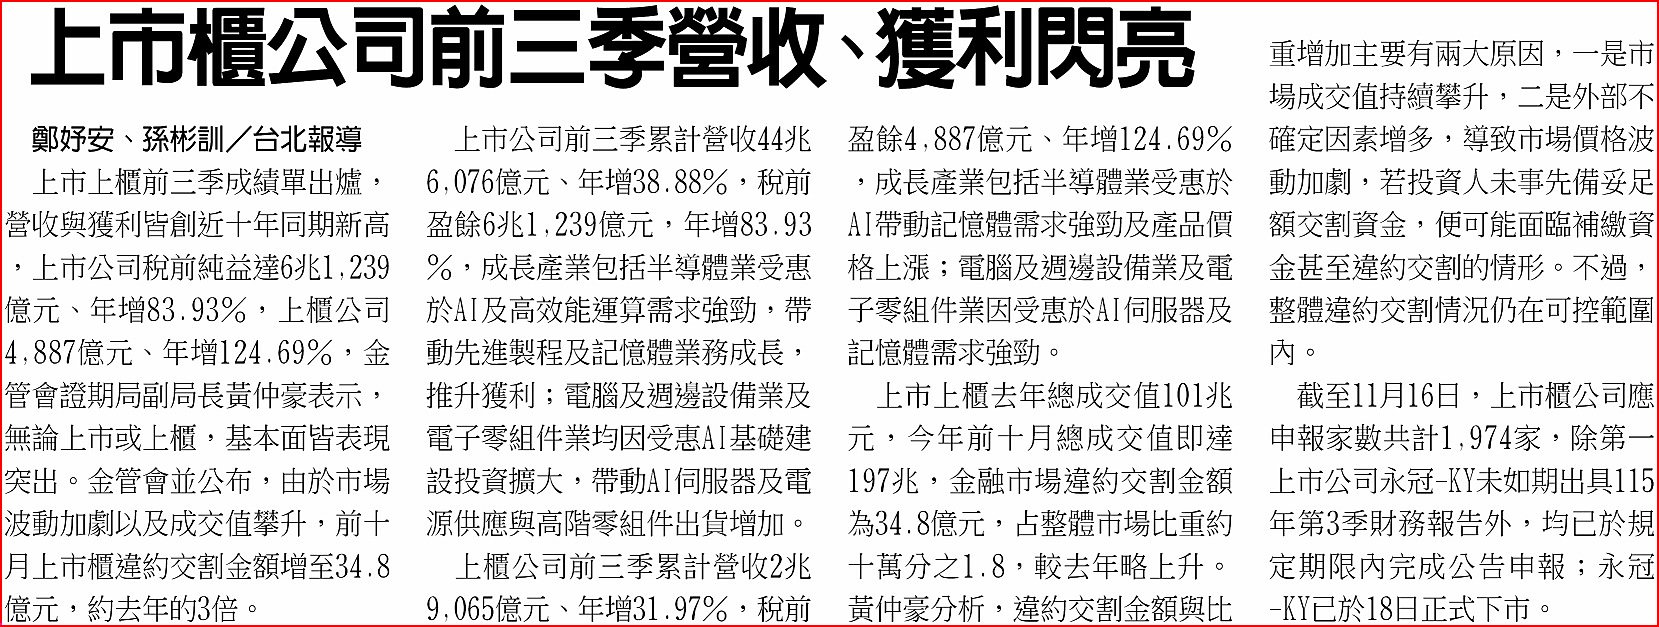 上市櫃公司前三季營收、獲利閃亮
鄭妤安、孫彬訓／台北報導
上市上櫃前三季成績單出爐，
營收與獲利皆創近十年同期新高
，上市公司稅前純益達6兆1,239
億元、年增83.93%，上櫃公司
4,887億元、年增124.69%，金
管會證期局副局長黃仲豪表示，
無論上市或上櫃，基本面皆表現
突出。金管會並公布，由於市場
波動加劇以及成交值攀升，前十
月上市櫃違約交割金額增至34.8
億元，約去年的3倍。
上市公司前三季累計營收44兆
6,076億元、年增38.88%，稅前
盈餘6兆1,239億元，年增83.93
%，成長產業包括半導體業受惠
於AI及高效能運算需求強勁，帶
動先進製程及記憶體業務成長，
推升獲利；電腦及週邊設備業及
電子零組件業均因受惠AI基礎建
設投資擴大，帶動AI伺服器及電
源供應與高階零組件出貨增加。
上櫃公司前三季累計營收2兆
9,065億元、年增31.97%，稅前
盈餘4,887億元、年增124.69%
，成長產業包括半導體業受惠於
AI帶動記憶體需求強勁及產品價
格上漲；電腦及週邊設備業及電
子零組件業因受惠於AI伺服器及
記憶體需求強勁。
上市上櫃去年總成交值101兆
元，今年前十月總成交值即達
197兆，金融市場違約交割金額
為34.8億元，占整體市場比重約
十萬分之1.8，較去年略上升。
黃仲豪分析，違約交割金額與比
重增加主要有兩大原因，一是市
場成交值持續攀升，二是外部不
確定因素增多，導致市場價格波
動加劇，若投資人未事先備妥足
額交割資金，便可能面臨補繳資
金甚至違約交割的情形。不過，
整體違約交割情況仍在可控範圍
內。
截至11月16日，上市櫃公司應
申報家數共計1,974家，除第一
上市公司永冠-KY未如期出具115
年第3季財務報告外，均已於規
定期限內完成公告申報；永冠
-KY已於18日正式下市。